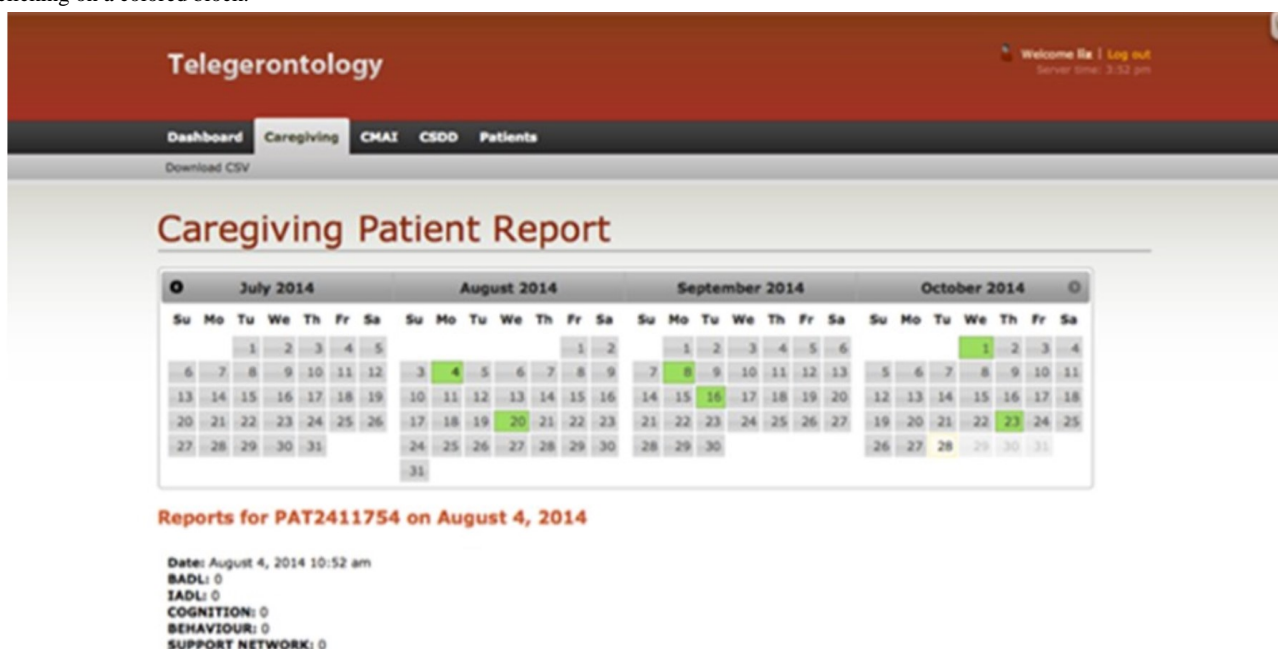 Telegerontology
Welcome lix | Log out
Server time: 3:52 pm
Dashboard Caregiving CMAI CSDD Patients
Download CSV
Caregiving Patient Report
July 2014 August 2014 September 2014 October 2014
Su Mo Tu We Th Fr Sa Su Mo Tu We Th Fr Sa Su Mo Tu We Th Fr Sa Su Mo Tu We Th Fr Sa
1 2 3 4 5 1 2 1 2 3 4 5 6 1 2 3 4
6 7 8 9 10 11 12 3 4 5 6 7 8 9 7 8 9 10 11 12 13 5 6 7 8 9 10 11
13 14 15 16 17 18 19 10 11 12 13 14 15 16 14 15 16 17 18 19 20 12 13 14 15 16 17 18
20 21 22 23 24 25 26 17 18 19 20 21 22 23 21 22 23 24 25 26 27 19 20 21 22 23 24 25
27 28 29 30 31 24 25 26 27 28 29 30 28 29 30 26 27 28 29 30 31
31
Reports for PAT2411754 on August 4, 2014
Date: August 4, 2014 10:52 am
BADL: 0
IADL: 0
COGNITION: 0
BEHAVIOUR: 0
SUPPORT NETWORK: 0